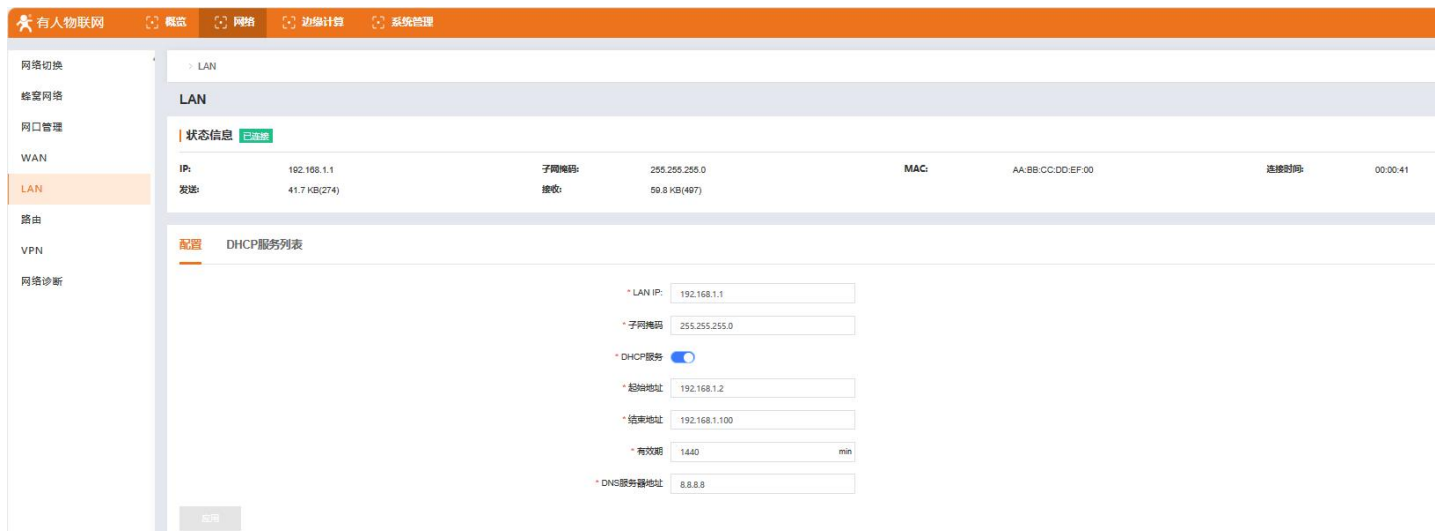 有人物联网 概览 网络 边缘计算 系统管理
网络切换
蜂窝网络
网口管理
WAN
LAN
路由
VPN
网络诊断
> LAN
LAN
状态信息 已连接
IP: 192.168.1.1 子网掩码: 255.255.255.0 MAC: AA:BB:CC:DD:EF:00 连接时间: 00:00:41
发送: 41.7 KB(274) 接收: 59.8 KB(497)
配置 DHCP服务列表
* LAN IP: 192.168.1.1
* 子网掩码 255.255.255.0
* DHCP服务
* 起始地址 192.168.1.2
* 结束地址 192.168.1.100
* 有效期 1440 min
* DNS服务器地址 8.8.8.8
应用